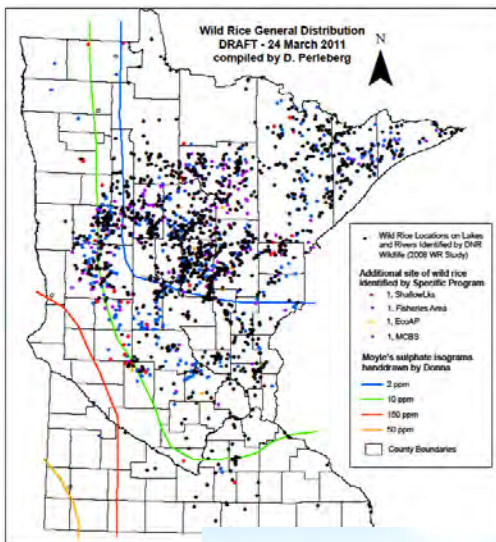 Wild Rice General Distribution
DRAFT - 24 March 2011
compiled by D. Perleberg
N
Wild Rice Locations on Lakes
and Rivers Identified by DNR
Wildlife (2008 WR Study)
Additional site of wild rice
identified by Specific Program
1, ShallowLks
1, Fisheries Area
1, EcoAP
1, MCBS
Moyle's sulphate isograms
handdrawn by Donna
2 ppm
10 ppm
150 ppm
50 ppm
County Boundaries